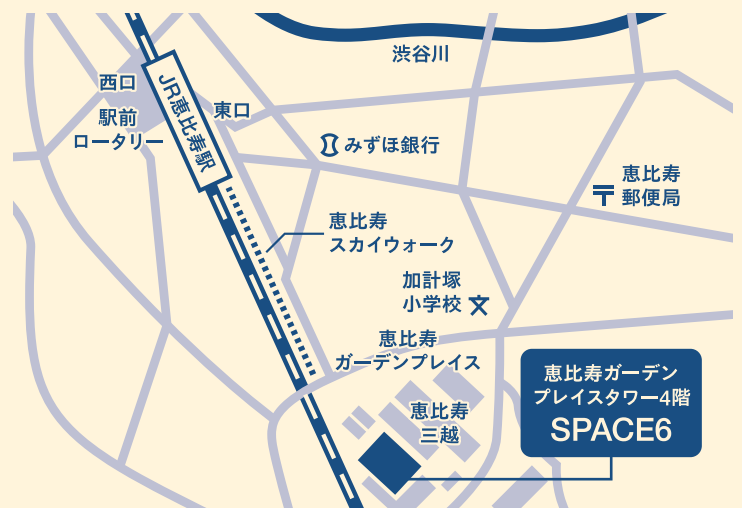 渋谷川
西口
駅前
ロータリー
JR恵比寿駅
東口
みずほ銀行
恵比寿
郵便局
恵比寿
スカイウォーク
加計塚
小学校
恵比寿
ガーデンプレイス
恵比寿
三越
恵比寿ガーデン
プレイスタワー4階
SPACE6